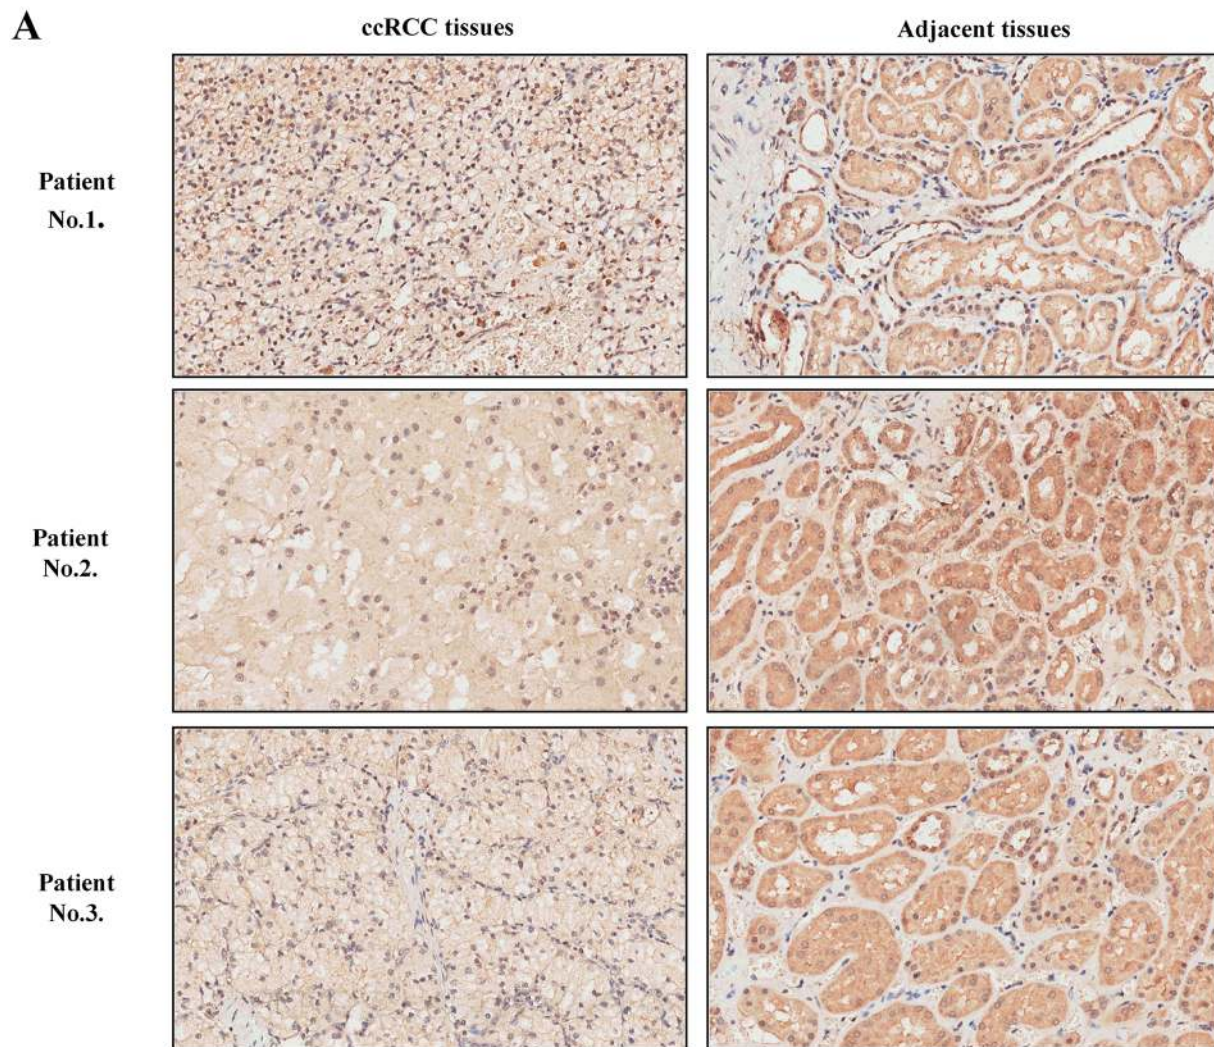 A
ccRCC tissues
Adjacent tissues
Patient
No.1.
Patient
No.2.
Patient
No.3.